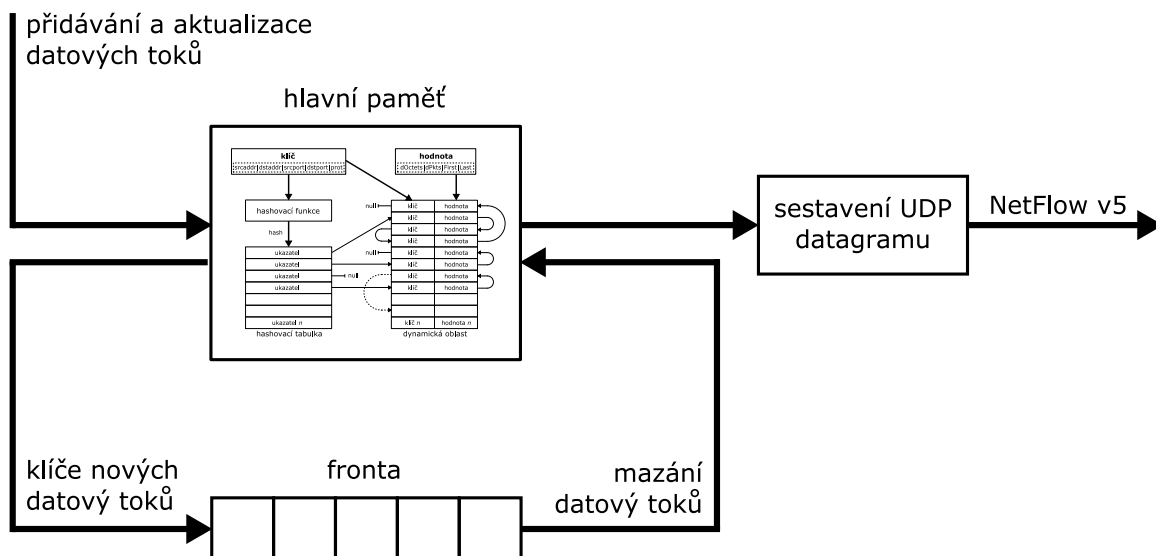 přidávání a aktualizace
datových toků
hlavní paměť
klíč
srcaddr dstaddr srcport dstport prot
hodnota
dOctets dPkts First Last
hashovací funkce
hash
ukazatel
ukazatel
ukazatel
ukazatel
ukazatel n
hashovací tabulka
null
null
null
klíč hodnota
klíč hodnota
klíč hodnota
klíč hodnota
klíč hodnota
klíč hodnota
klíč hodnota
klíč hodnota
klíč n hodnota n
dynamická oblast
sestavení UDP
datagramu
NetFlow v5
klíče nových
datový toků
fronta
mazání
datový toků